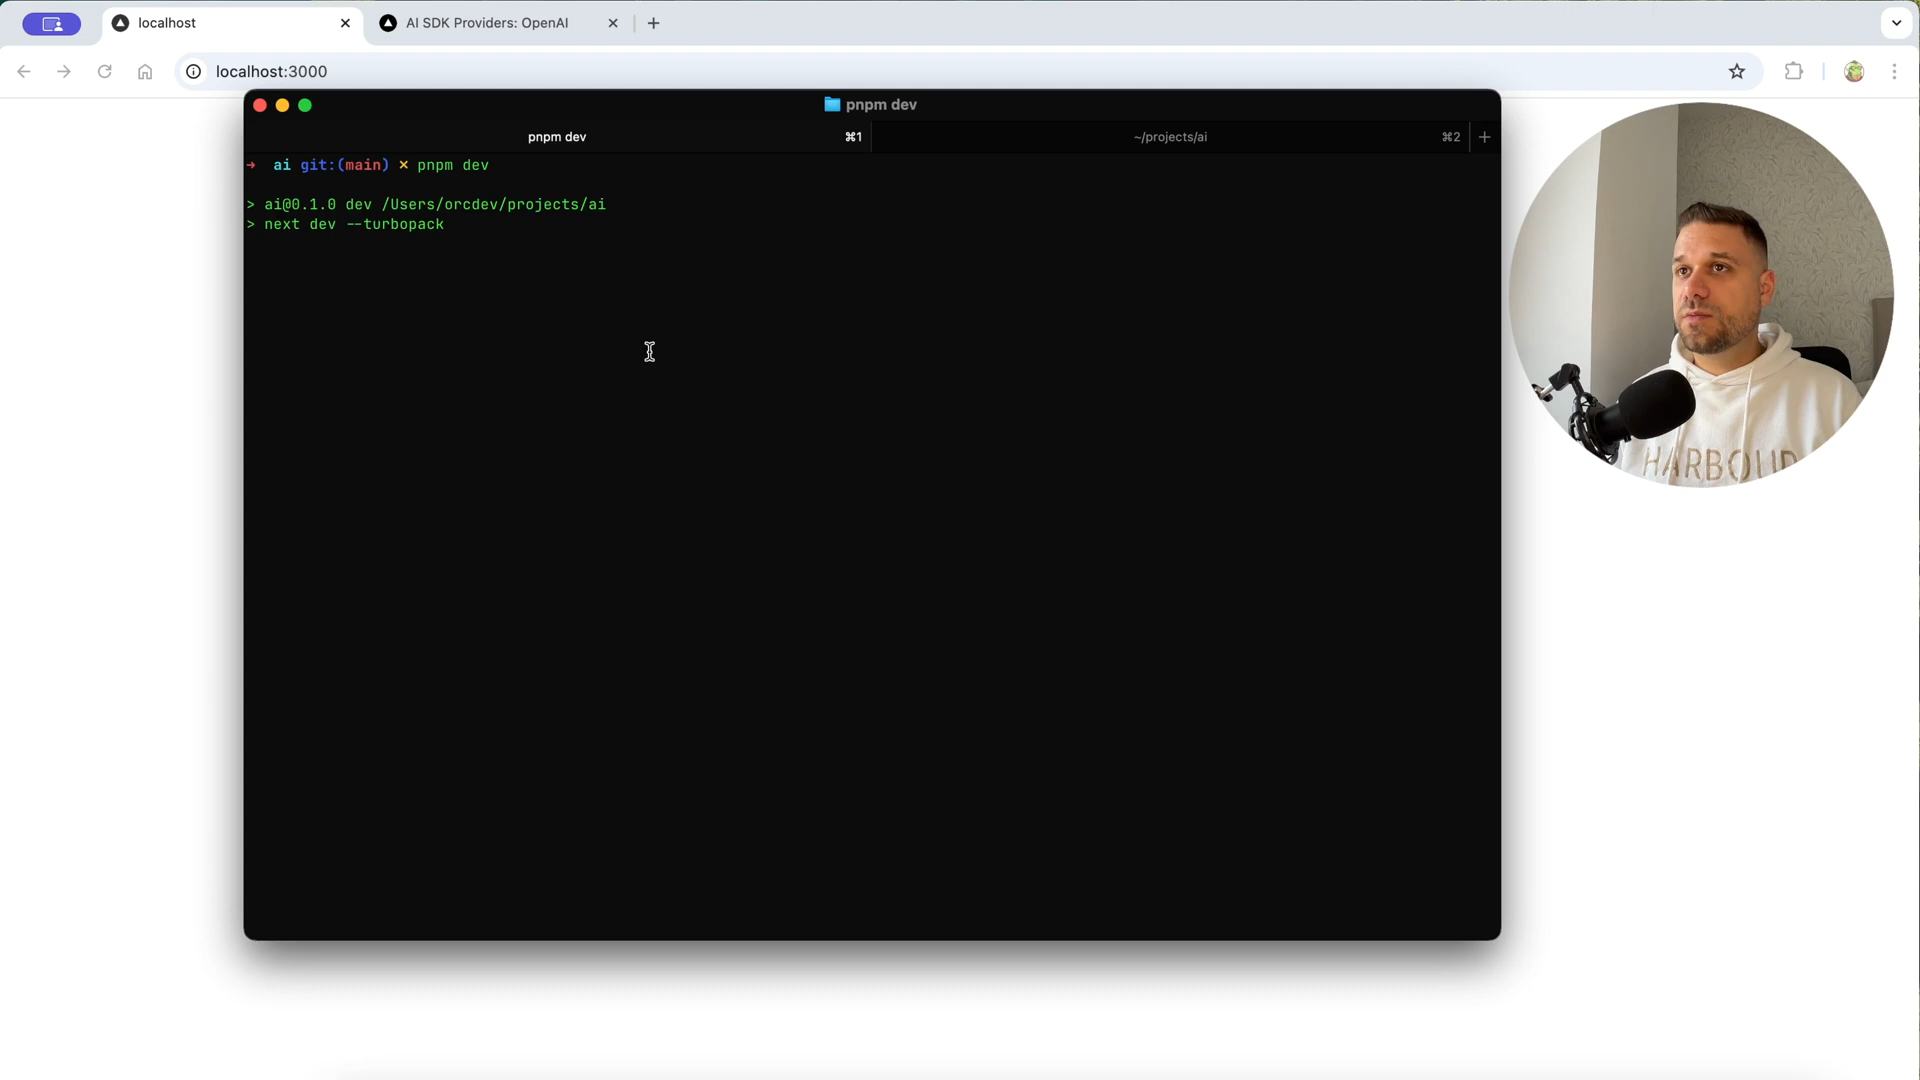 localhost
AI SDK Providers: OpenAI
localhost:3000
pnpm dev
pnpm dev ⌘1
~/projects/ai ⌘2
➜ ai git:(main) × pnpm dev
> ai@0.1.0 dev /Users/orcdev/projects/ai
> next dev --turbopack
HARBOUR